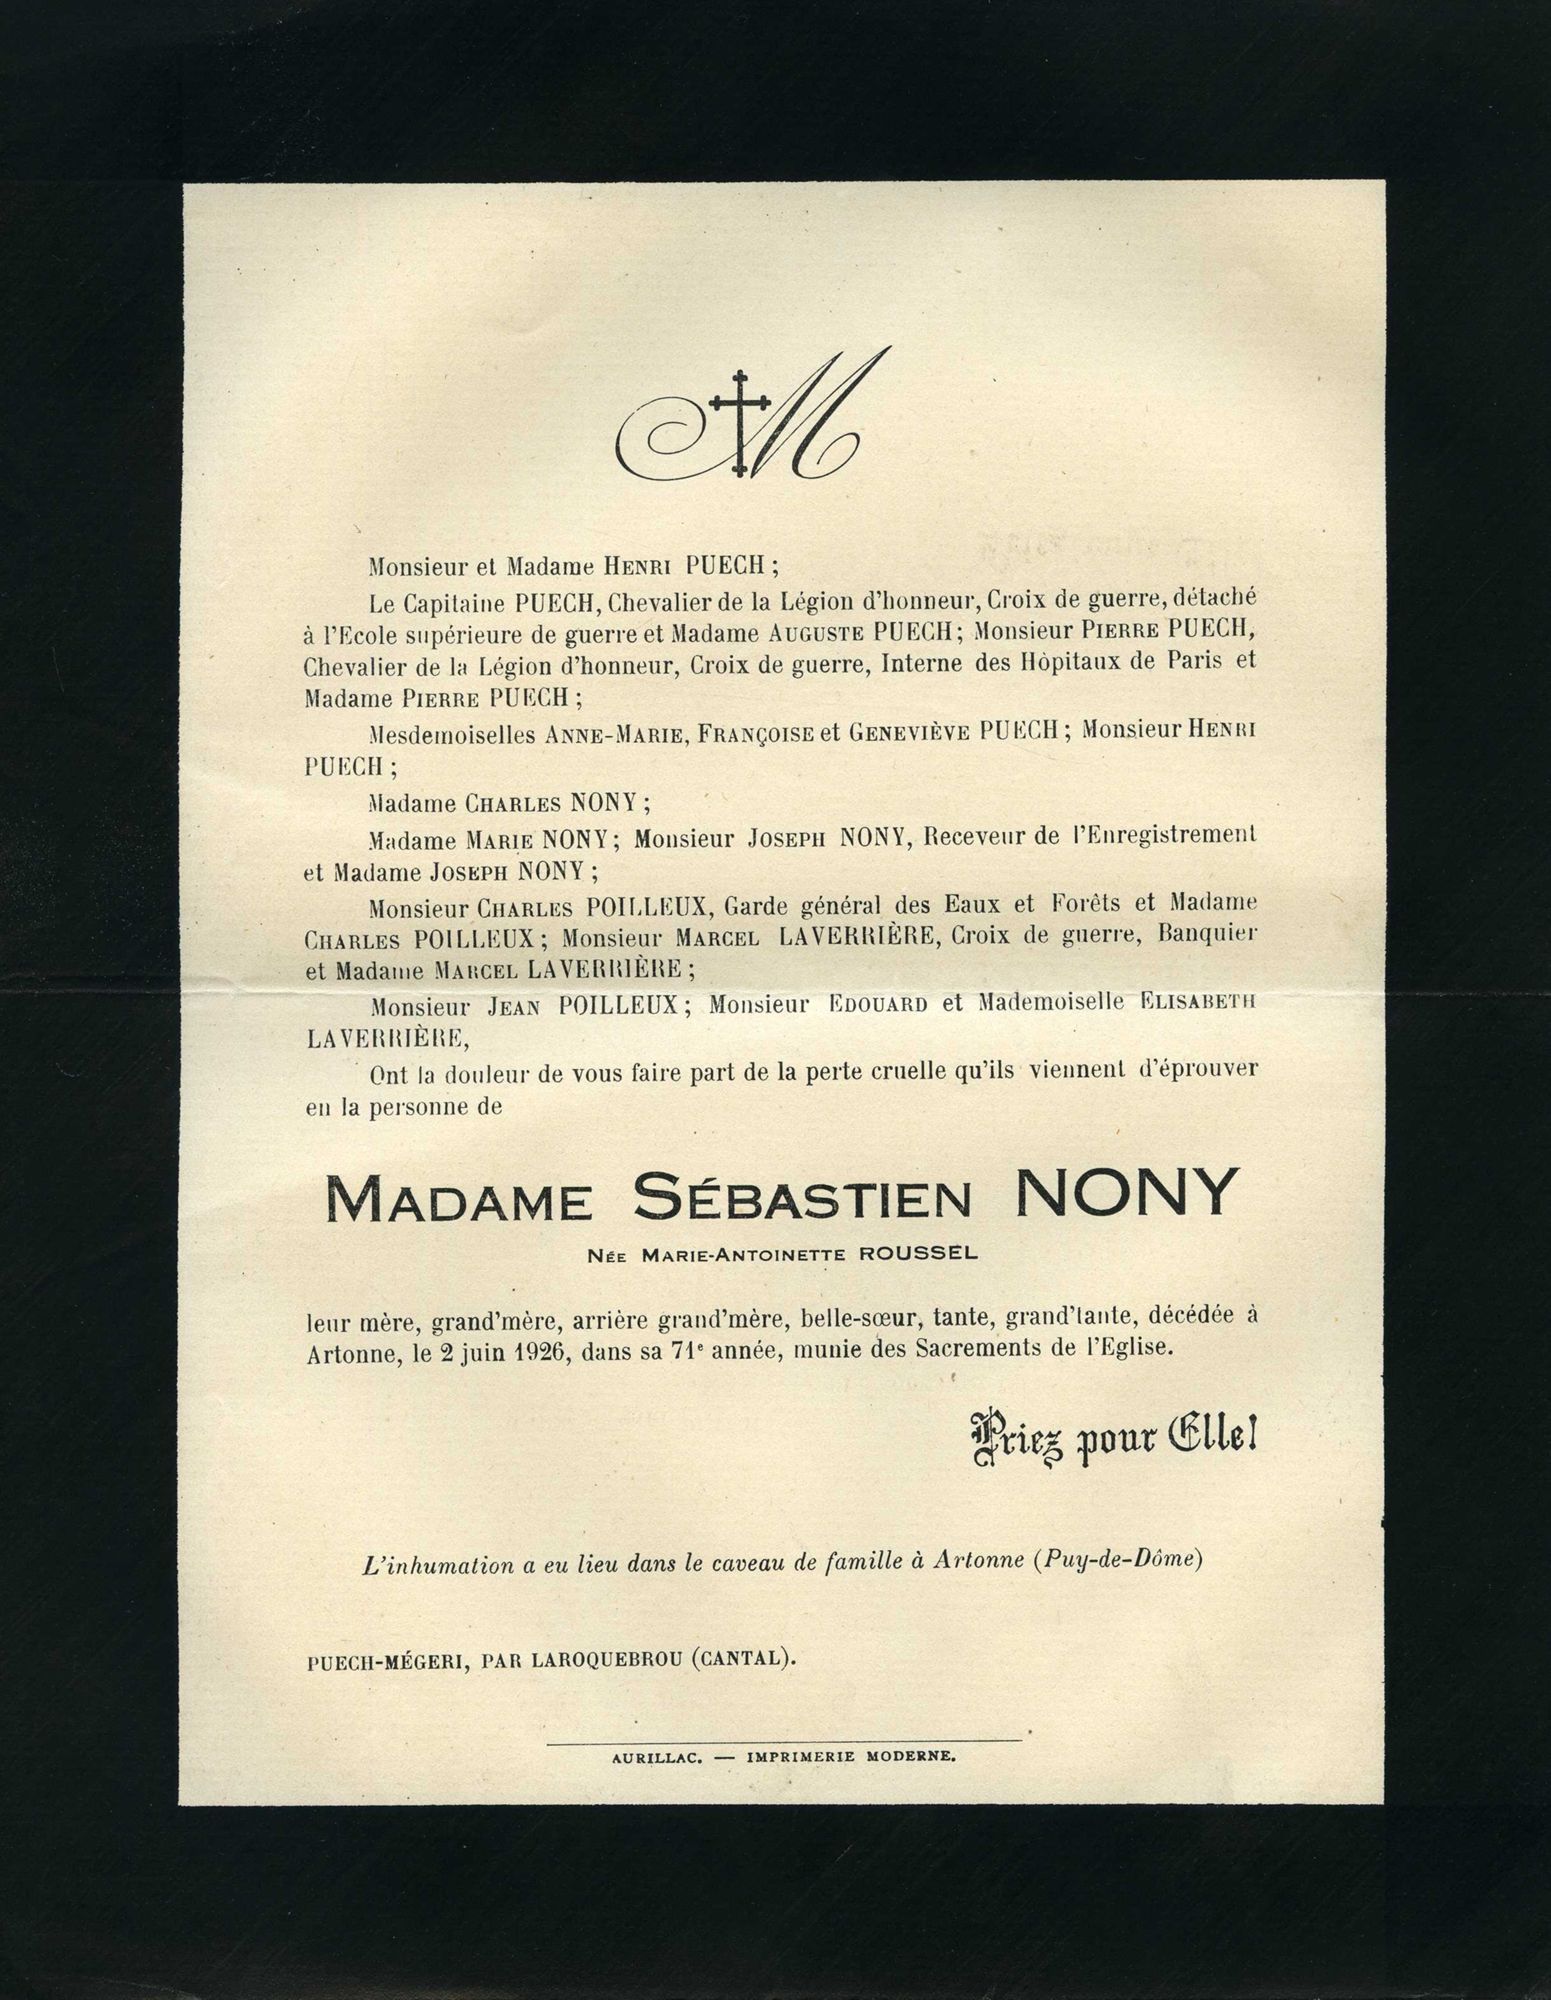 M
Monsieur et Madame HENRI PUECH ;
Le Capitaine PUECH, Chevalier de la Légion d'honneur, Croix de guerre, détaché
à l'Ecole supérieure de guerre et Madame AUGUSTE PUECH ; Monsieur PIERRE PUECH,
Chevalier de la Légion d'honneur, Croix de guerre, Interne des Hôpitaux de Paris et
Madame PIERRE PUECH ;
Mesdemoiselles ANNE-MARIE, FRANÇOISE et GENEVIÈVE PUECH ; Monsieur HENRI
PUECH ;
Madame CHARLES NONY ;
Madame MARIE NONY ; Monsieur JOSEPH NONY, Receveur de l'Enregistrement
et Madame JOSEPH NONY ;
Monsieur CHARLES POILLEUX, Garde général des Eaux et Forêts et Madame
CHARLES POILLEUX ; Monsieur MARCEL LAVERRIÈRE, Croix de guerre, Banquier
et Madame MARCEL LAVERRIÈRE ;
Monsieur JEAN POILLEUX ; Monsieur EDOUARD et Mademoiselle ELISABETH
LAVERRIÈRE,
Ont la douleur de vous faire part de la perte cruelle qu'ils viennent d'éprouver
en la personne de
MADAME SÉBASTIEN NONY
NÉE MARIE-ANTOINETTE ROUSSEL
leur mère, grand'mère, arrière grand'mère, belle-sœur, tante, grand'tante, décédée à
Artonne, le 2 juin 1926, dans sa 71e année, munie des Sacrements de l'Eglise.
Priez pour Elle!
L'inhumation a eu lieu dans le caveau de famille à Artonne (Puy-de-Dôme)
PUECH-MÉGERI, PAR LAROQUEBROU (CANTAL).
AURILLAC. — IMPRIMERIE MODERNE.